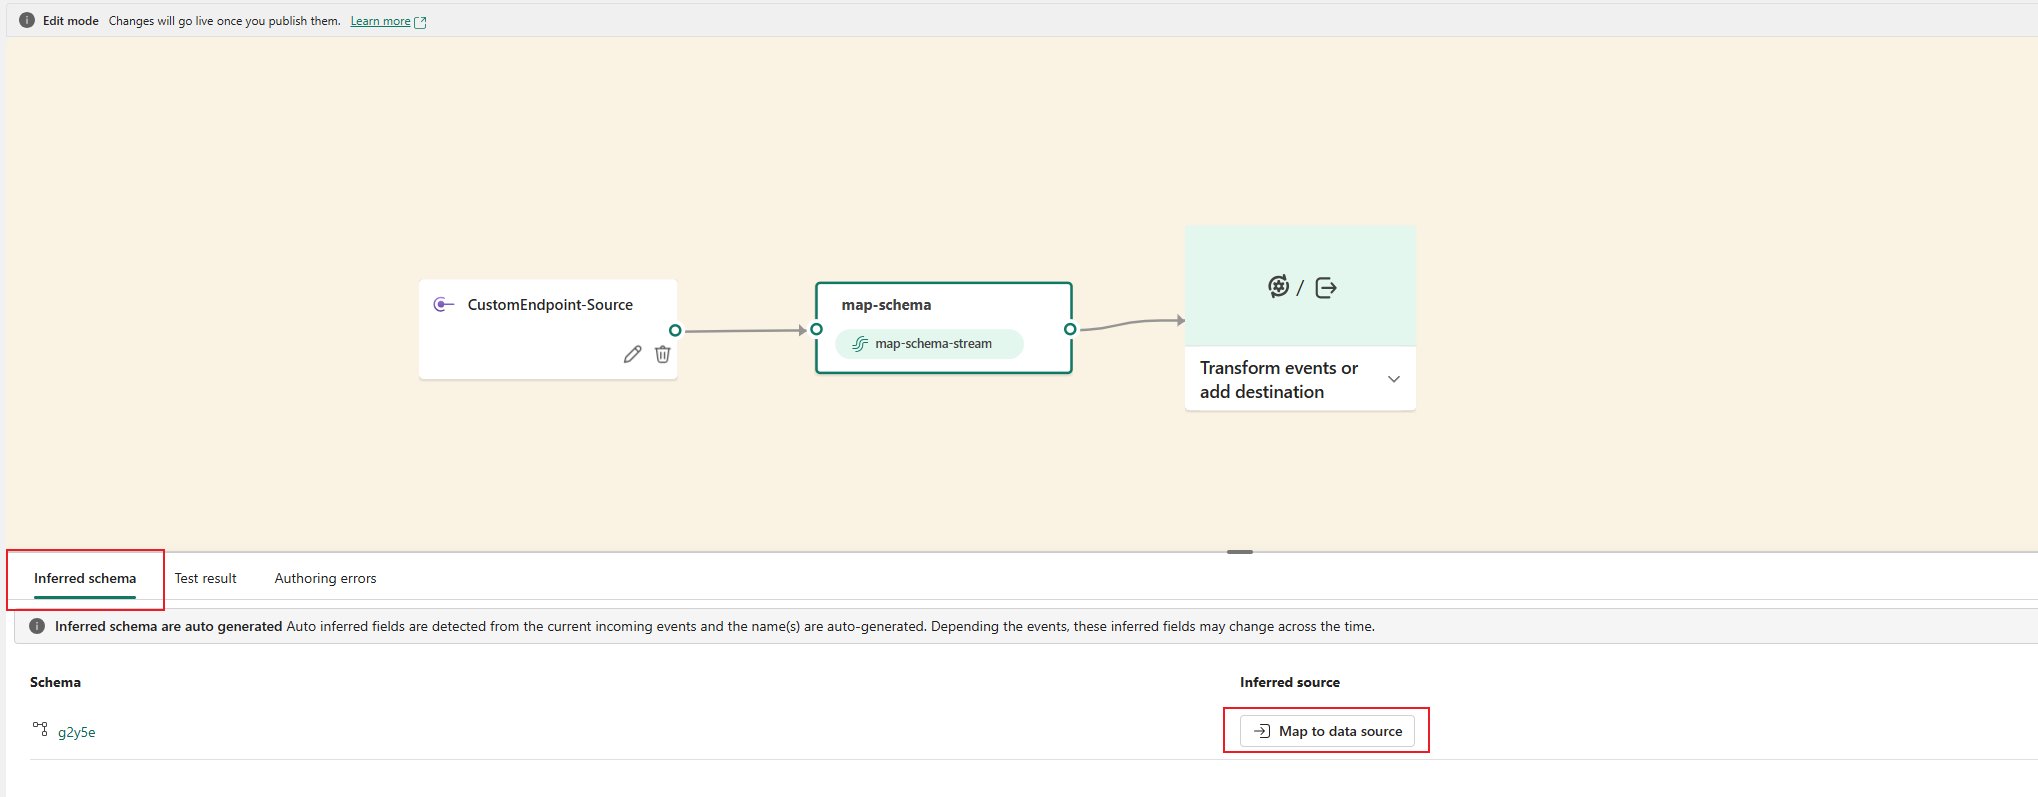 Edit mode Changes will go live once you publish them. Learn more
CustomEndpoint-Source
map-schema
map-schema-stream
/
Transform events or
add destination
Inferred schema Test result Authoring errors
Inferred schema are auto generated Auto inferred fields are detected from the current incoming events and the name(s) are auto-generated. Depending the events, these inferred fields may change across the time.
Schema Inferred source
g2y5e Map to data source